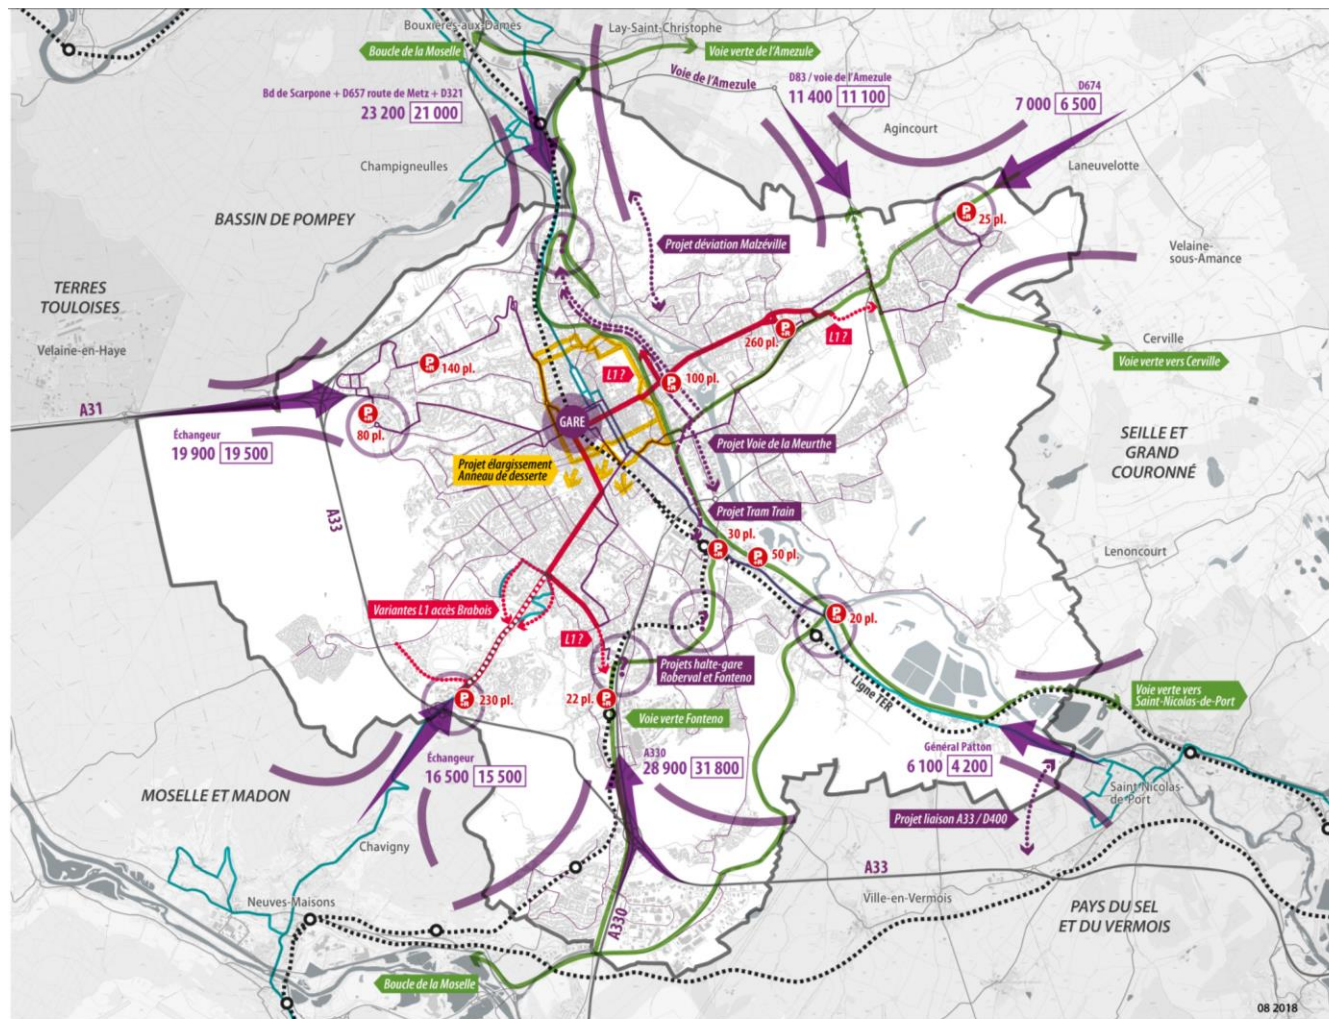 Bouxières-aux-Dames
Lay-Saint-Christophe
Boucle de la Moselle
Voie verte de l'Amezule
Voie de l'Amezule
D83 / voie de l'Amezule
11 400 11 100
D674
7 000 6 500
Bd de Scarpone + D657 route de Metz + D321
23 200 21 000
Agincourt
Champigneulles
Laneuvelotte
BASSIN DE POMPEY
P+R
25 pl.
Projet déviation Malzéville
Velaine-
sous-Amance
TERRES
TOULOISES
Velaine-en-Haye
L1 ?
P+R
260 pl.
Cerville
Voie verte vers Cerville
P+R
140 pl.
L1 ?
P+R
100 pl.
A31
P+R
80 pl.
GARE
Échangeur
19 900 19 500
Projet élargissement
Anneau de desserte
Projet Voie de la Meurthe
SEILLE ET
GRAND
COURONNÉ
A33
Projet Tram Train
30 pl.
P+R
P+R
50 pl.
Lenoncourt
Variantes L1 accès Brabois
P+R
20 pl.
L1 ?
Projets halte-gare
Roberval et Fonteno
Ligne TER
P+R
230 pl.
22 pl.
P+R
Voie verte Fonteno
Voie verte vers
Saint-Nicolas-de-Port
Échangeur
16 500 15 500
A330
28 900 31 800
Général Patton
6 100 4 200
MOSELLE ET MADON
Saint-Nicolas-
de-Port
Projet liaison A33 / D400
Chavigny
A33
Neuves-Maisons
Ville-en-Vermois
A330
PAYS DU SEL
ET DU VERMOIS
Boucle de la Moselle
08 2018